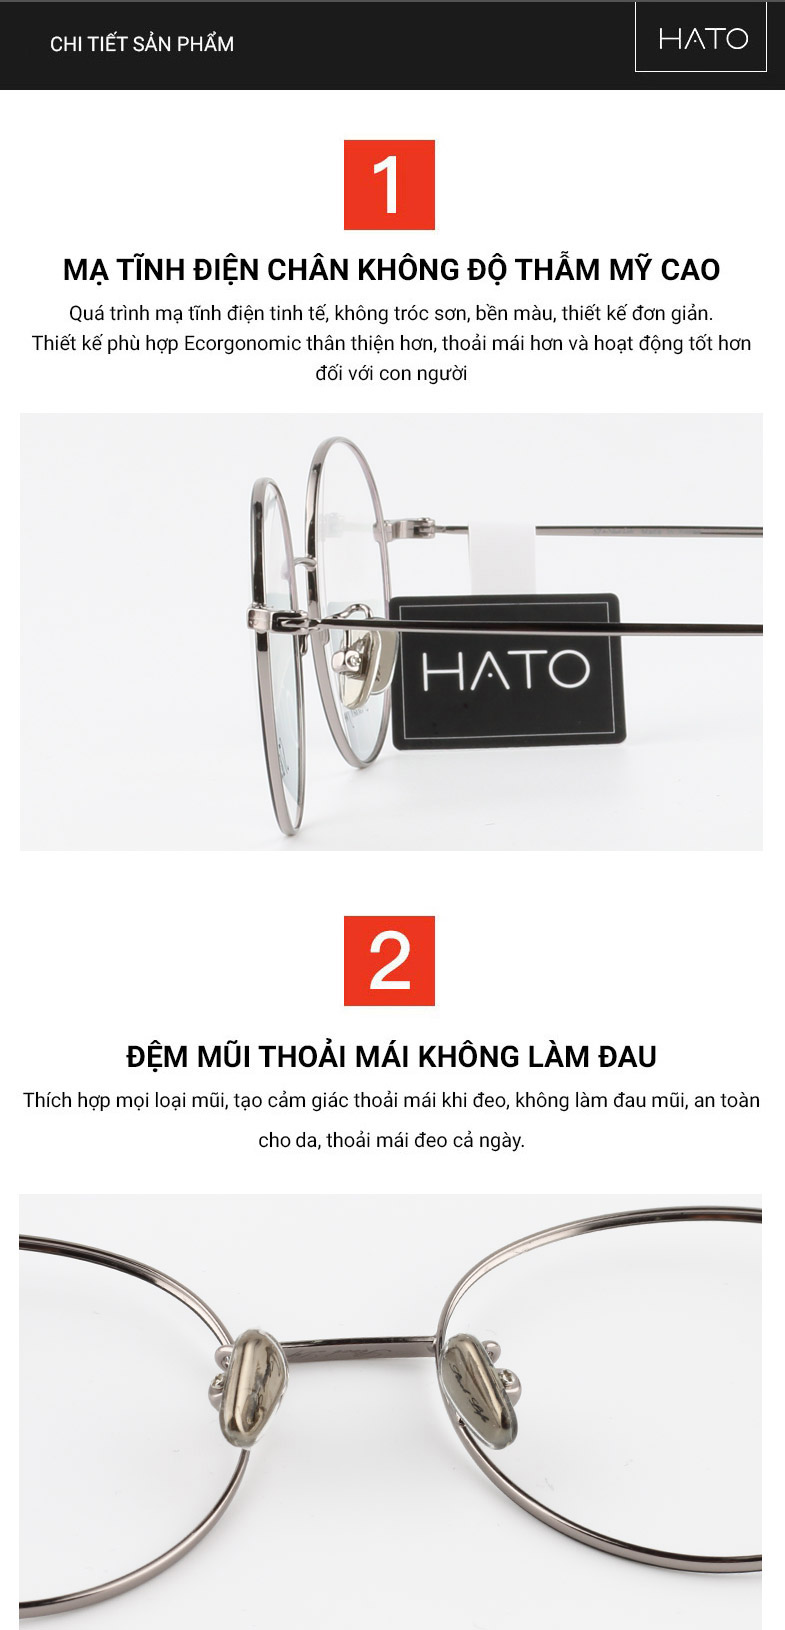 CHI TIẾT SẢN PHẨM
HATO
1
MẠ TĨNH ĐIỆN CHÂN KHÔNG ĐỘ THẪM MỸ CAO
Quá trình mạ tĩnh điện tinh tế, không tróc sơn, bền màu, thiết kế đơn giản.
Thiết kế phù hợp Ecorgonomic thân thiện hơn, thoải mái hơn và hoạt động tốt hơn
đối với con người
HATO
2
ĐỆM MŨI THOẢI MÁI KHÔNG LÀM ĐAU
Thích hợp mọi loại mũi, tạo cảm giác thoải mái khi đeo, không làm đau mũi, an toàn
cho da, thoải mái đeo cả ngày.